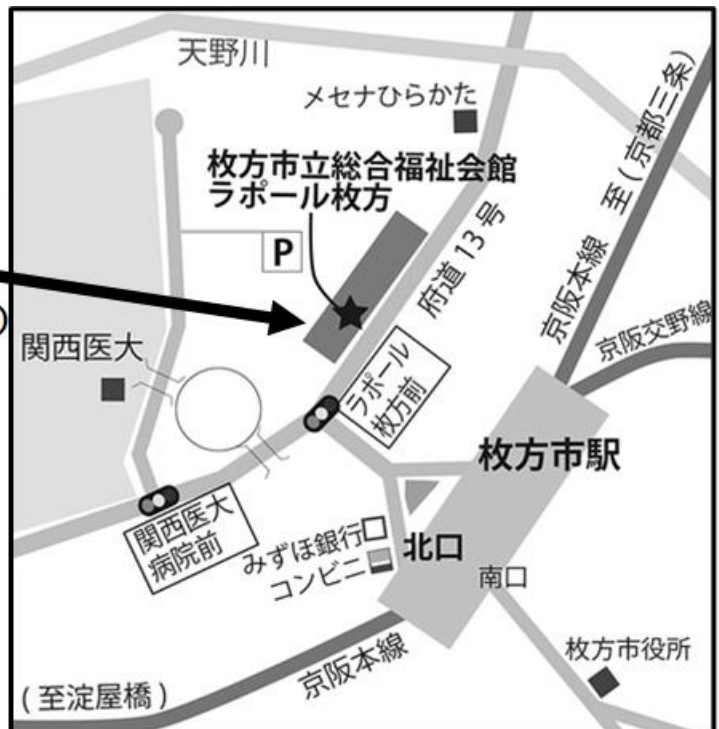 天野川
メセナひらかた
枚方市立総合福祉会館
ラポール枚方
P
府道 13 号
京阪本線 至(京都三条)
京阪交野線
)
関西医大
ラポール
枚方前
枚方市駅
関西医大
病院前
みずほ銀行
コンビニ
北口
南口
枚方市役所
京阪本線
(至淀屋橋)